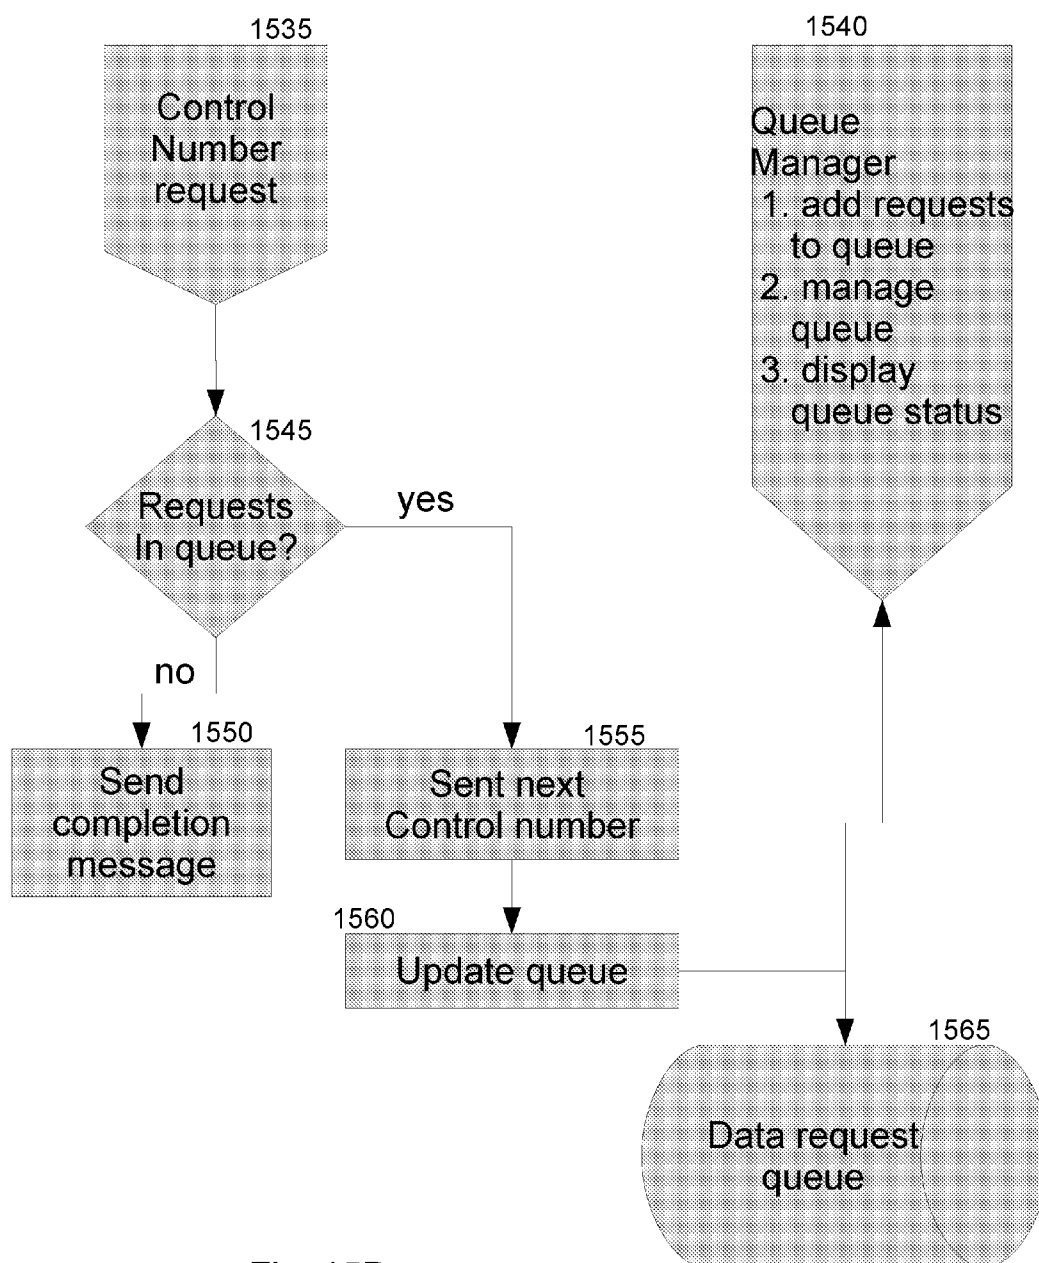 1535
Control
Number
request
1540
Queue
Manager
1. add requests
to queue
2. manage
queue
3. display
queue status
1545
Requests
In queue?
yes
no
1550
Send
completion
message
1555
Sent next
Control number
1560
Update queue
1565
Data request
queue